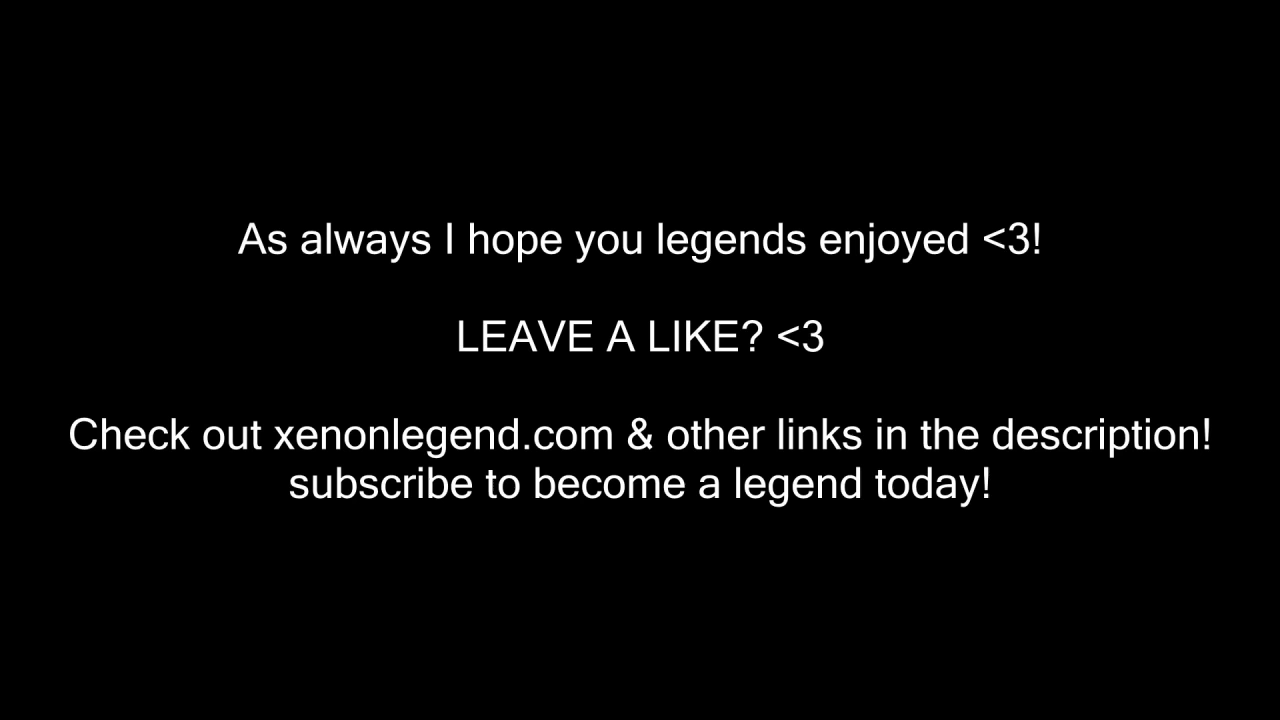 As always I hope you legends enjoyed <3!
LEAVE A LIKE? <3
Check out xenonlegend.com & other links in the description!
subscribe to become a legend today!